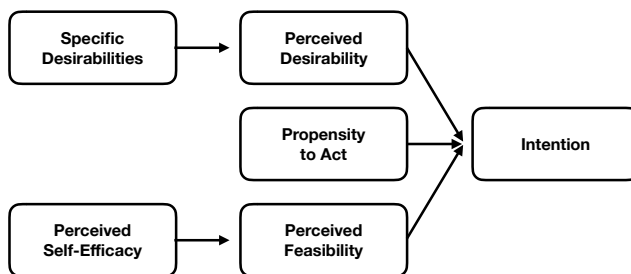 Specific
Desirabilities
Perceived
Desirability
Propensity
to Act
Intention
Perceived
Self-Efficacy
Perceived
Feasibility